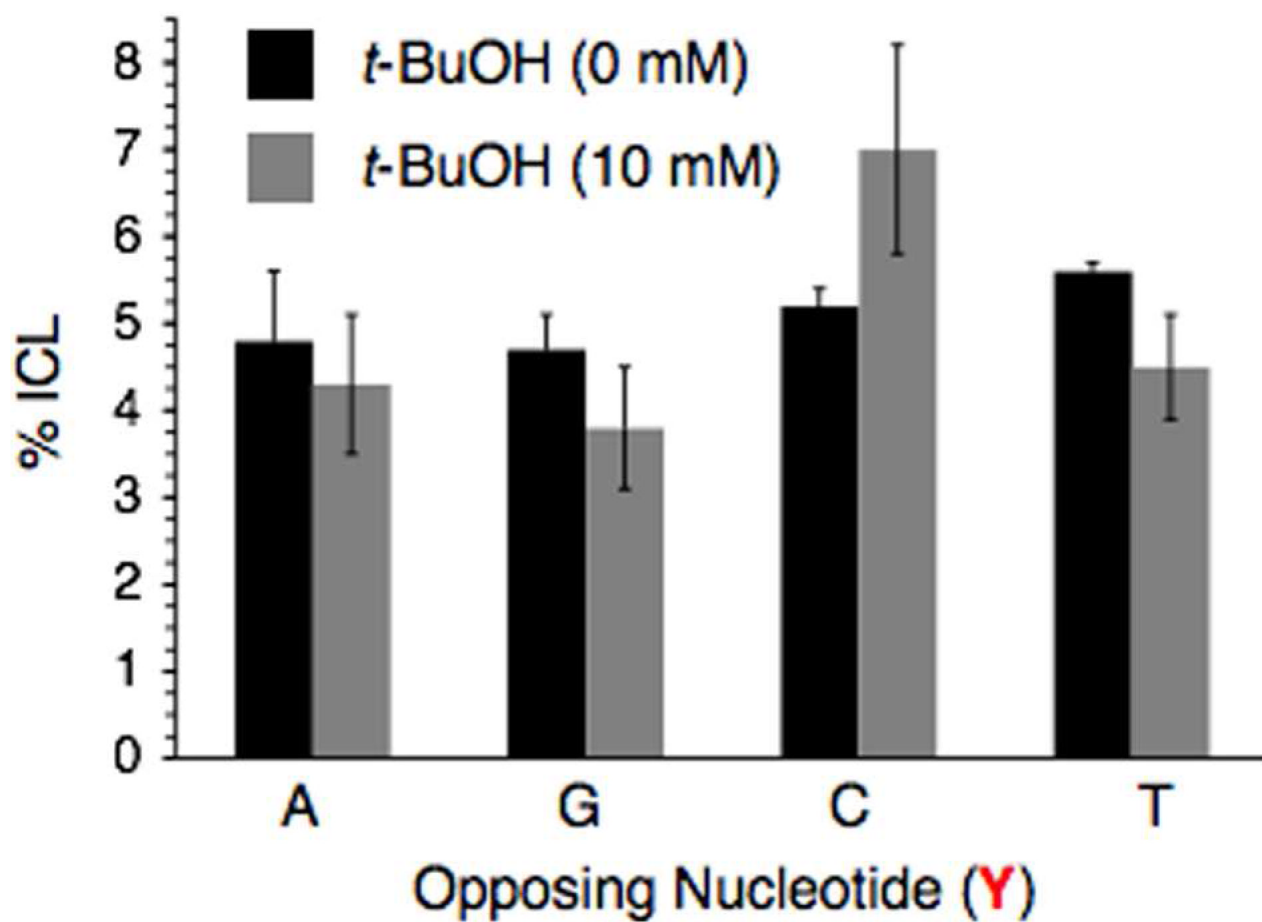 t-BuOH (0 mM)
t-BuOH (10 mM)
8
7
6
5
4
3
2
1
0
% ICL
A G C T
Opposing Nucleotide (Y)